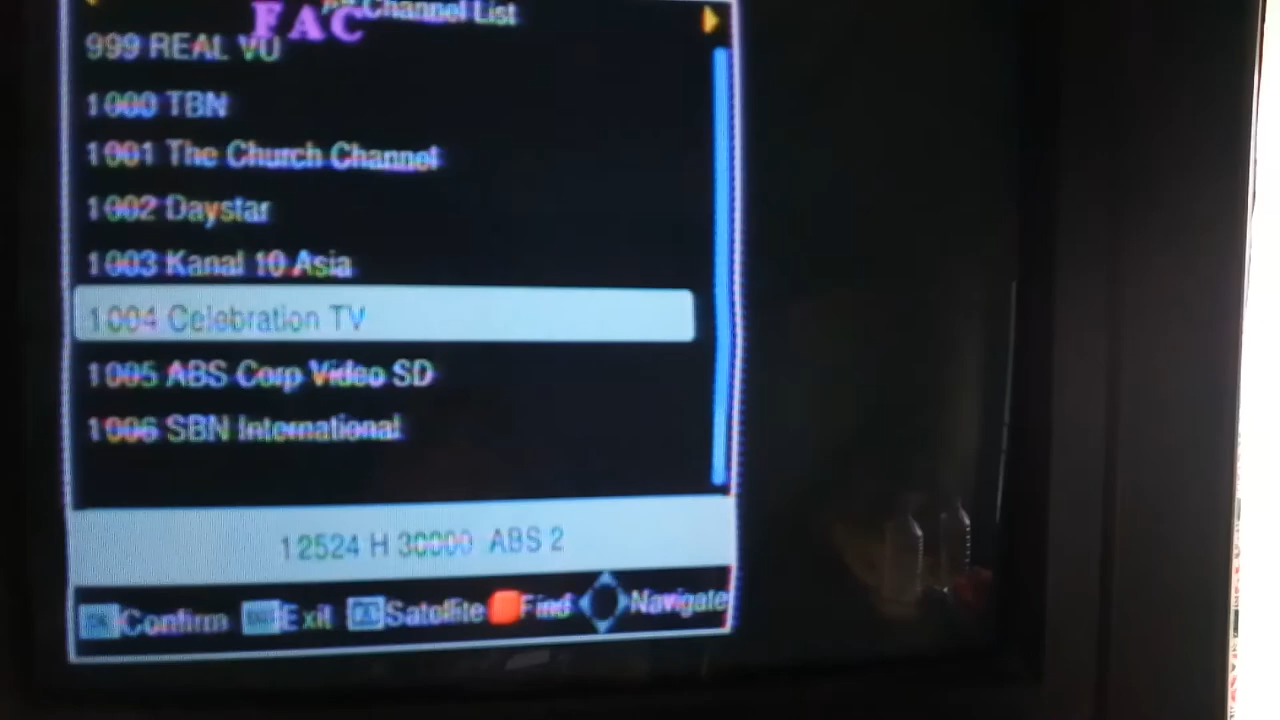 Channel List
FAC
999 REAL VU
1000 TBN
1001 The Church Channel
1002 Daystar
1003 Kanal 10 Asia
1004 Celebration TV
1005 ABS Corp Video SD
1006 SBN International
12524 H 30000 ABS 2
Confirm Exit Satellite Find Navigate